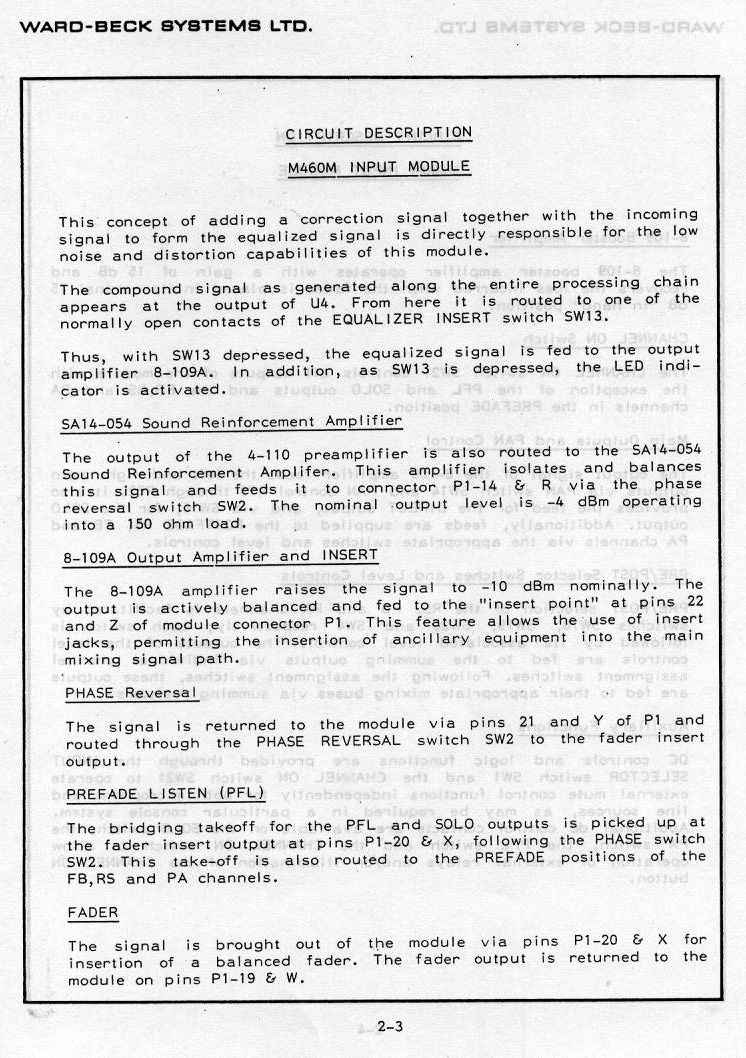 WARD-BECK SYSTEMS LTD.
CIRCUIT DESCRIPTION
M460M INPUT MODULE
This concept of adding a correction signal together with the incoming
signal to form the equalized signal is directly responsible for the low
noise and distortion capabilities of this module.
The compound signal as generated along the entire processing chain
appears at the output of U4. From here it is routed to one of the
normally open contacts of the EQUALIZER INSERT switch SW13.
Thus, with SW13 depressed, the equalized signal is fed to the output
amplifier 8-109A. In addition, as SW13 is depressed, the LED indi-
cator is activated.
SA14-054 Sound Reinforcement Amplifier
The output of the 4-110 preamplifier is also routed to the SA14-054
Sound Reinforcement Amplifer. This amplifier isolates and balances
this signal and feeds it to connector P1-14 & R via the phase
reversal switch SW2. The nominal output level is -4 dBm operating
into a 150 ohm load.
8-109A Output Amplifier and INSERT
The 8-109A amplifier raises the signal to -10 dBm nominally. The
output is actively balanced and fed to the "insert point" at pins 22
and Z of module connector P1. This feature allows the use of insert
jacks, permitting the insertion of ancillary equipment into the main
mixing signal path.
PHASE Reversal
The signal is returned to the module via pins 21 and Y of P1 and
routed through the PHASE REVERSAL switch SW2 to the fader insert
output.
PREFADE LISTEN (PFL)
The bridging takeoff for the PFL and SOLO outputs is picked up at
the fader insert output at pins P1-20 & X, following the PHASE switch
SW2. This take-off is also routed to the PREFADE positions of the
FB,RS and PA channels.
FADER
The signal is brought out of the module via pins P1-20 & X for
insertion of a balanced fader. The fader output is returned to the
module on pins P1-19 & W.
2-3